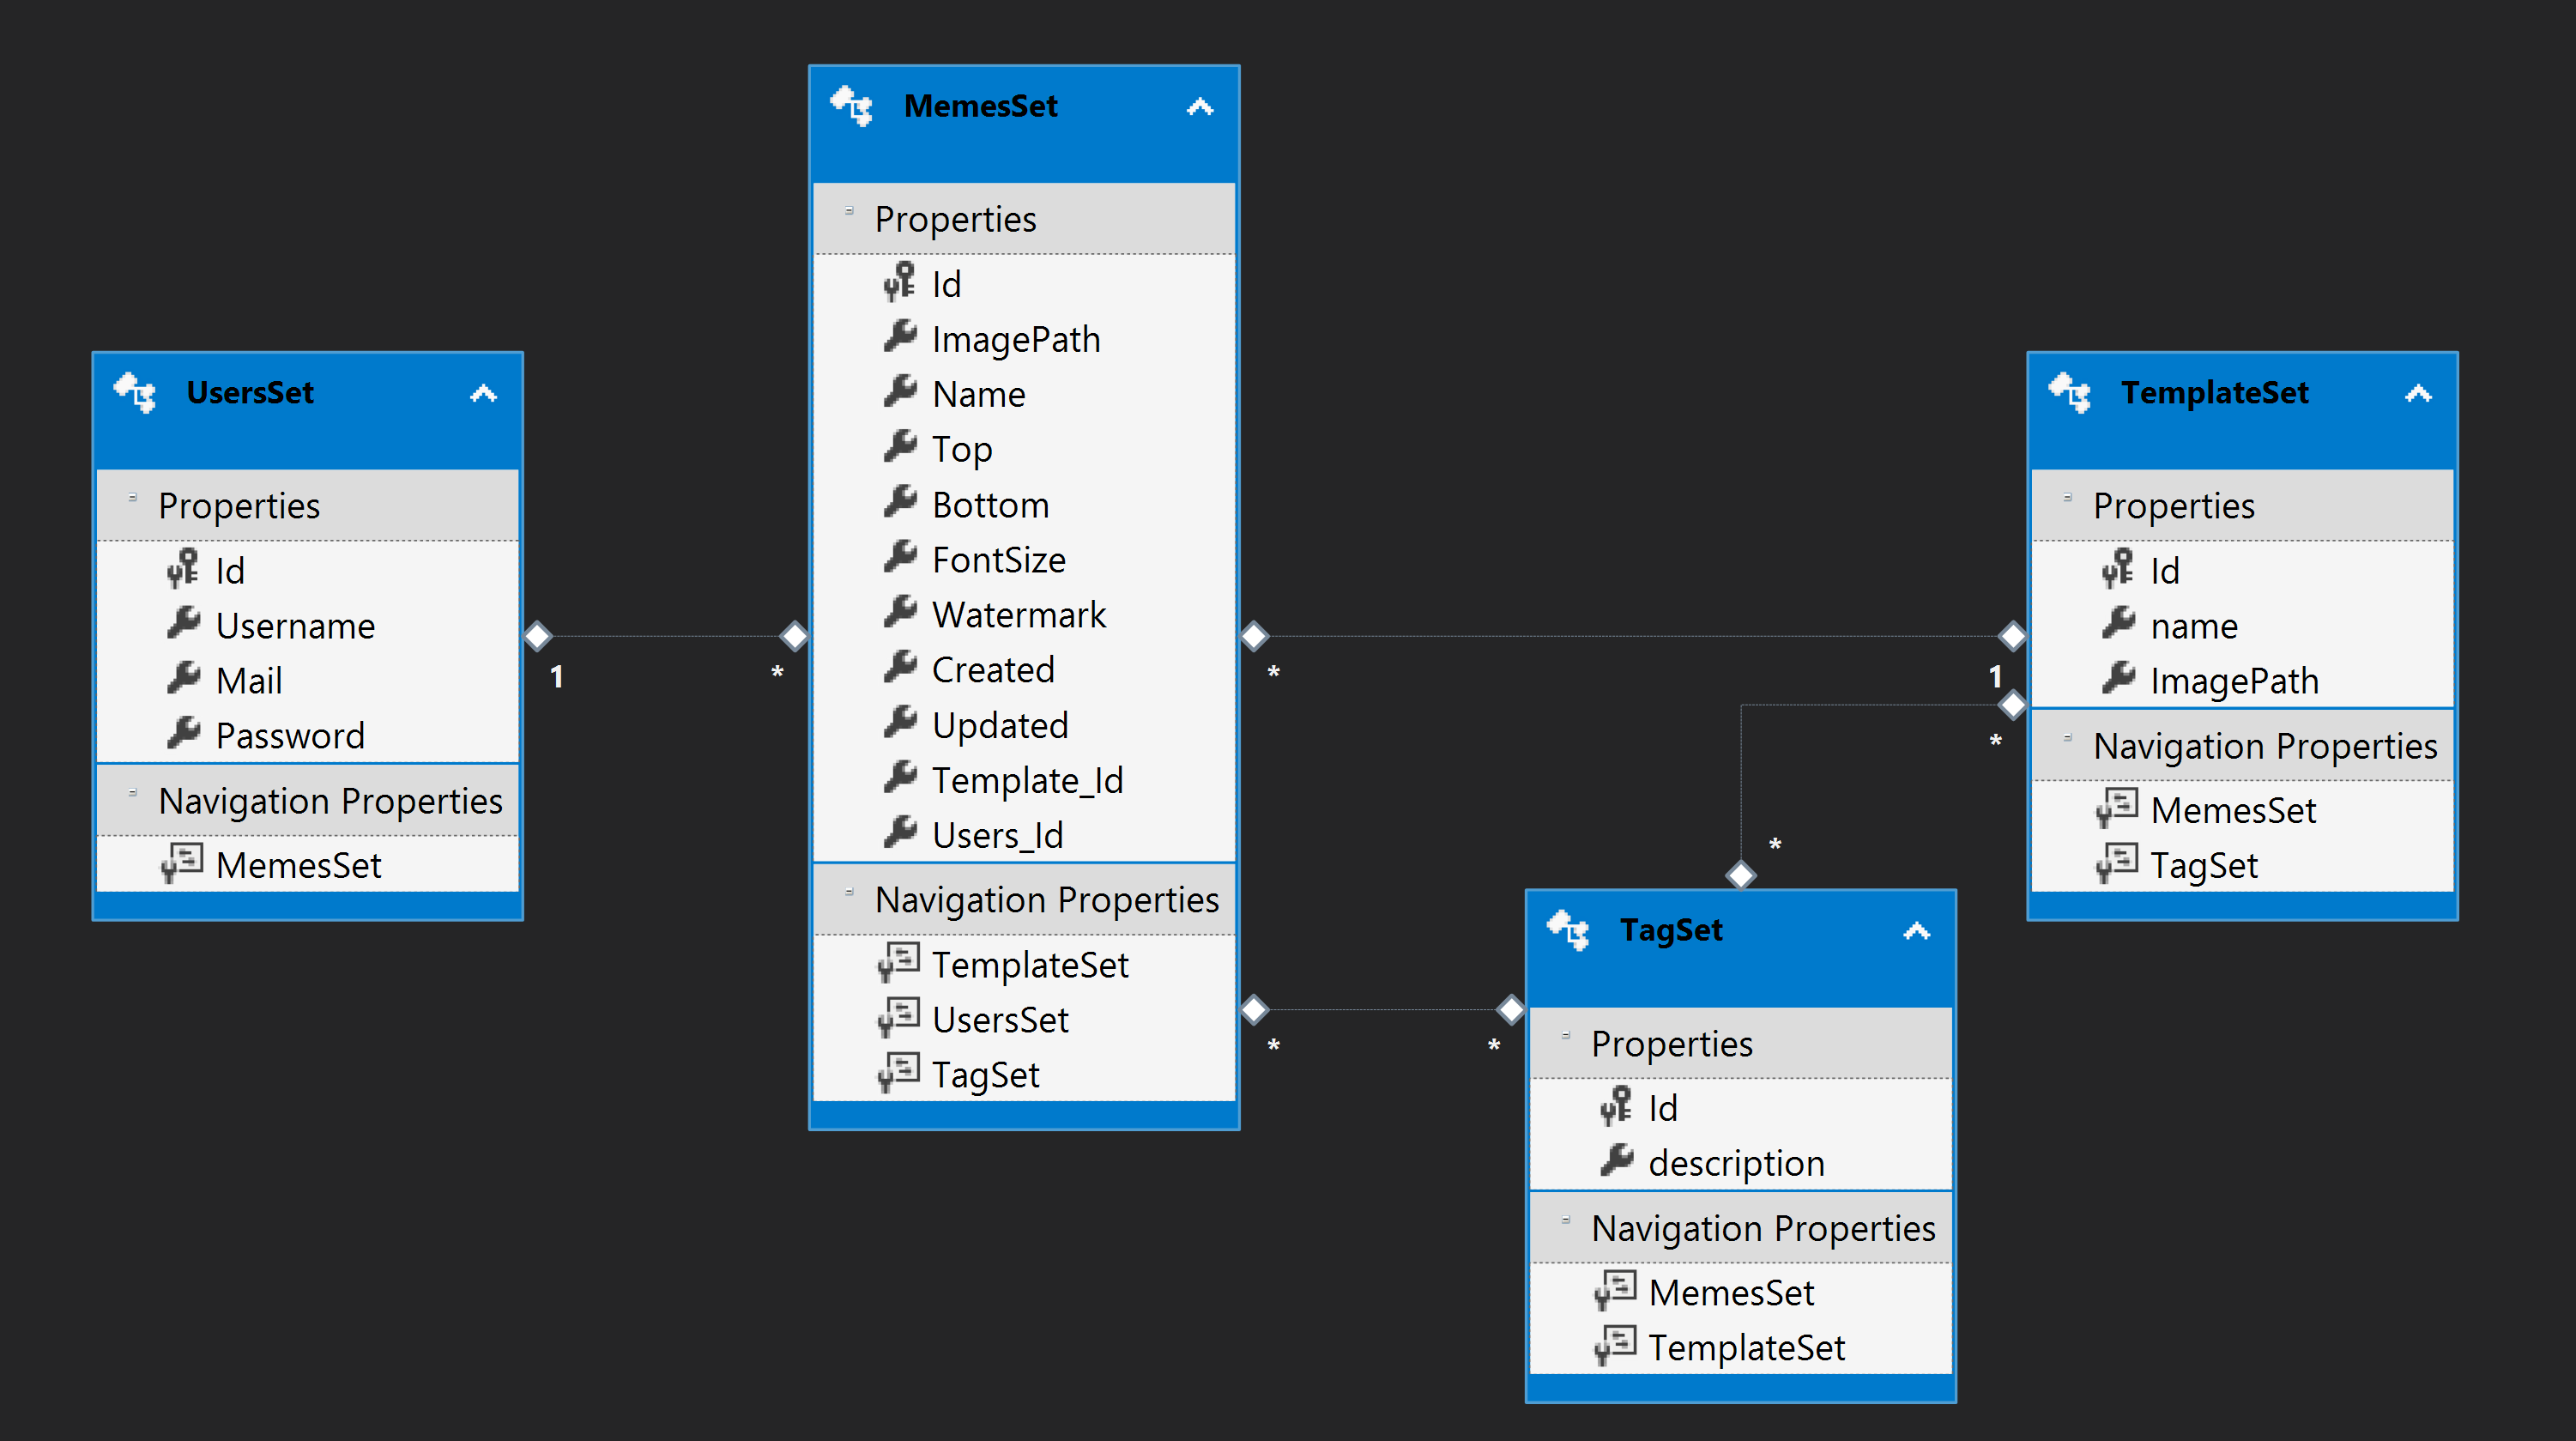 UsersSet
Properties
Id
Username
Mail
Password
Navigation Properties
MemesSet
1
*
MemesSet
Properties
Id
ImagePath
Name
Top
Bottom
FontSize
Watermark
Created
Updated
Template_Id
Users_Id
Navigation Properties
TemplateSet
UsersSet
TagSet
*
1
*
*
*
*
TagSet
Properties
Id
description
Navigation Properties
MemesSet
TemplateSet
TemplateSet
Properties
Id
name
ImagePath
Navigation Properties
MemesSet
TagSet